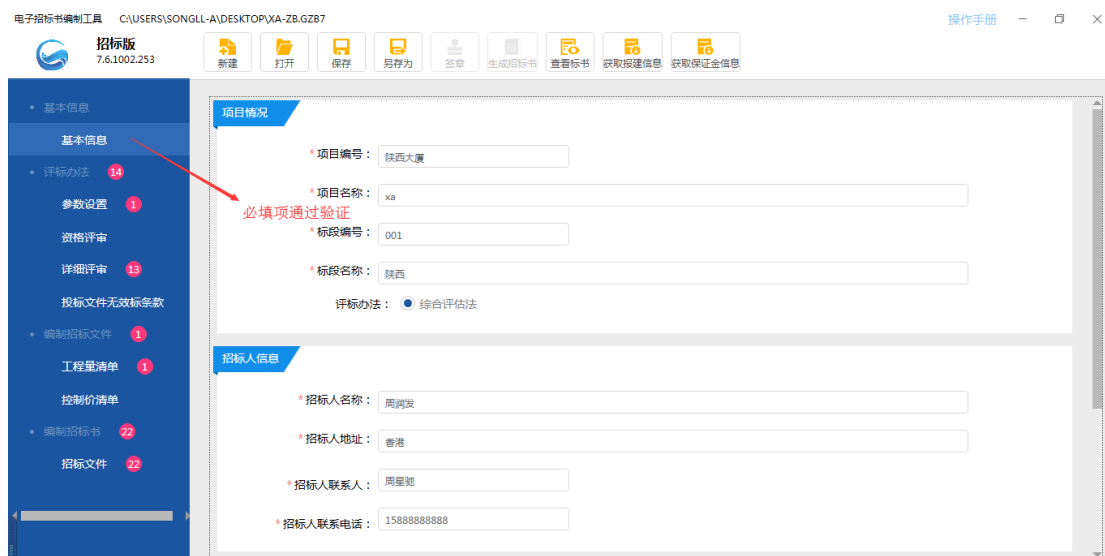 电子招标书编制工具 C:\USERS\SONGLL-A\DESKTOP\XA-ZB.GZB7 操作手册
招标版
7.6.1002.253
新建 打开 保存 另存为 签章 生成招标书 查看标书 获取报建信息 获取保证金信息
基本信息
基本信息
评标办法 14
参数设置 1
资格评审
详细评审 13
投标文件无效标条款
编制招标文件 1
工程量清单 1
控制价清单
编制招标书 22
招标文件 22
项目情况
*项目编号： 陕西大厦
*项目名称： xa
必填项通过验证
*标段编号： 001
*标段名称： 陕西
评标办法： 综合评估法
招标人信息
*招标人名称： 周润发
*招标人地址： 香港
*招标人联系人： 周星驰
*招标人联系电话： 15888888888